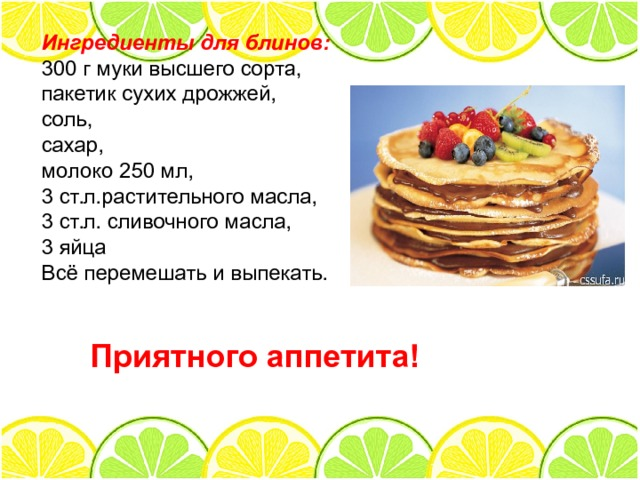 Ингредиенты для блинов:
300 г муки высшего сорта,
пакетик сухих дрожжей,
соль,
сахар,
молоко 250 мл,
3 ст.л.растительного масла,
3 ст.л. сливочного масла,
3 яйца
Всё перемешать и выпекать.
cssufa.ru
Приятного аппетита!